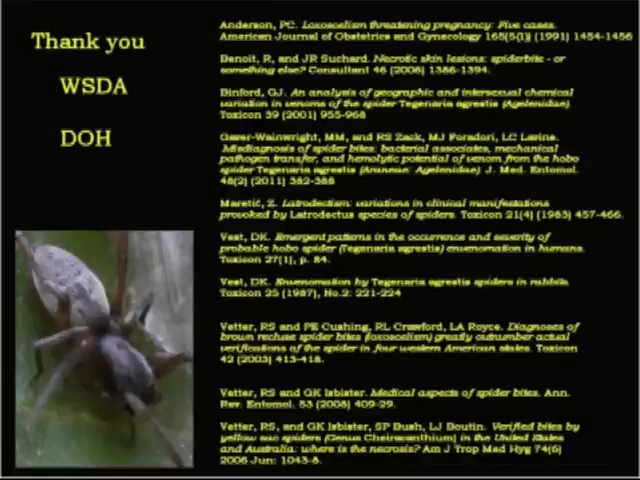 Thank you
WSDA
DOH
Anderson, PC. Loxoscelism threatening pregnancy: Five cases.
American Journal of Obstetrics and Gynecology 165(5(1)) (1991) 1454-1456
Benoit, R, and JR Suchard. Necrotic skin lesions: spiderbite - or
something else? Consultant 46 (2006) 1386-1394.
Binford, GJ. An analysis of geographic and intersexual chemical
variation in venoms of the spider Tegenaria agrestis (Agelenidae).
Toxicon 39 (2001) 955-968
Gaver-Wainwright, MM, and RS Zack, MJ Foradori, LC Lavine.
Misdiagnosis of spider bites: bacterial associates, mechanical
pathogen transfer, and hemolytic potential of venom from the hobo
spider Tegenaria agrestis (Araneae: Agelenidae). J. Med. Entomol.
48(2) (2011) 382-388
Maretić, Z. Latrodectism: variations in clinical manifestations
provoked by Latrodectus species of spiders. Toxicon 21(4) (1983) 457-466.
Vest, DK. Emergent patterns in the occurrence and severity of
probable hobo spider (Tegenaria agrestis) envenomation in humans.
Toxicon 27(1), p. 84.
Vest, DK. Envenomation by Tegenaria agrestis spiders in rabbits.
Toxicon 25 (1987), No.2: 221-224
Vetter, RS and PE Cushing, RL Crawford, LA Royce. Diagnoses of
brown recluse spider bites (loxoscelism) greatly outnumber actual
verifications of the spider in four western American states. Toxicon
42 (2003) 413-418.
Vetter, RS and GK Isbister. Medical aspects of spider bites. Ann.
Rev. Entomol. 53 (2008) 409-29.
Vetter, RS, and GK Isbister, SP Bush, LJ Boutin. Verified bites by
yellow sac spiders (Genus Cheiracanthium) in the United States
and Australia: where is the necrosis? Am J Trop Med Hyg 74(6)
2006 Jun: 1043-8.